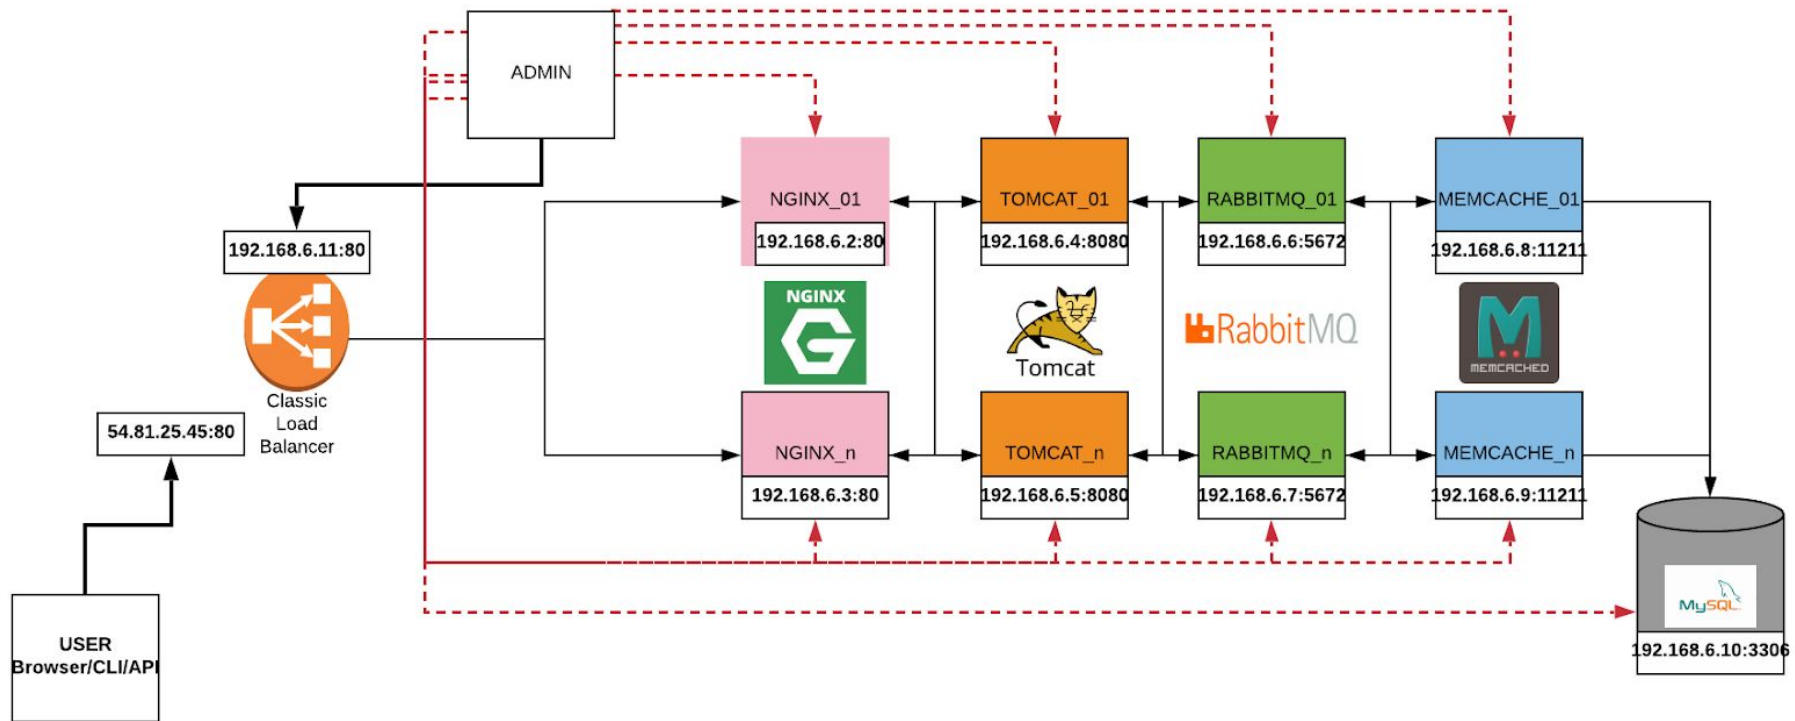 ADMIN
192.168.6.11:80
Classic
Load
Balancer
54.81.25.45:80
USER
Browser/CLI/API
NGINX_01
192.168.6.2:80
TOMCAT_01
192.168.6.4:8080
RABBITMQ_01
192.168.6.6:5672
MEMCACHE_01
192.168.6.8:11211
NGINX
Tomcat
RabbitMQ
MEMCACHED
NGINX_n
192.168.6.3:80
TOMCAT_n
192.168.6.5:8080
RABBITMQ_n
192.168.6.7:5672
MEMCACHE_n
192.168.6.9:11211
MySQL
192.168.6.10:3306